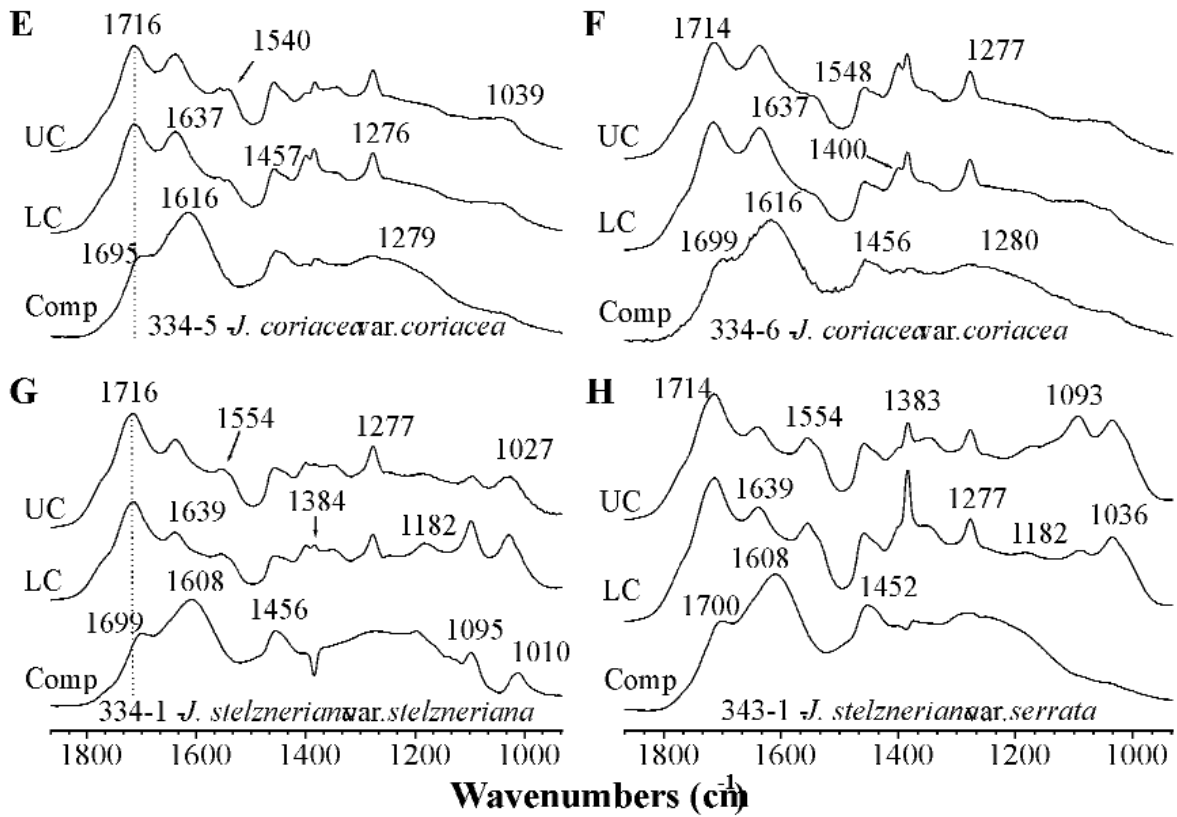 E
1716
1540
1039
UC
1637
1457
1276
LC
1616
1695
1279
Comp
334-5 -J. coriacea var. coriacea
F
1714
1548
1277
UC
1637
1400
LC
1616
1699
1456
1280
Comp
334-6 -J. coriacea var. coriacea
G
1716
1554
1277
1027
UC
1639
1384
1182
LC
1608
1699
1456
1095
1010
Comp
334-1 -J. stelzneriana var. stelzneriana
1800 1600 1400 1200 1000
H
1714
1554
1383
1093
UC
1639
1277
1182
1036
LC
1608
1700
1452
Comp
343-1 -J. stelzneriana var. serrata
1800 1600 1400 1200 1000
Wavenumbers (cm-1)